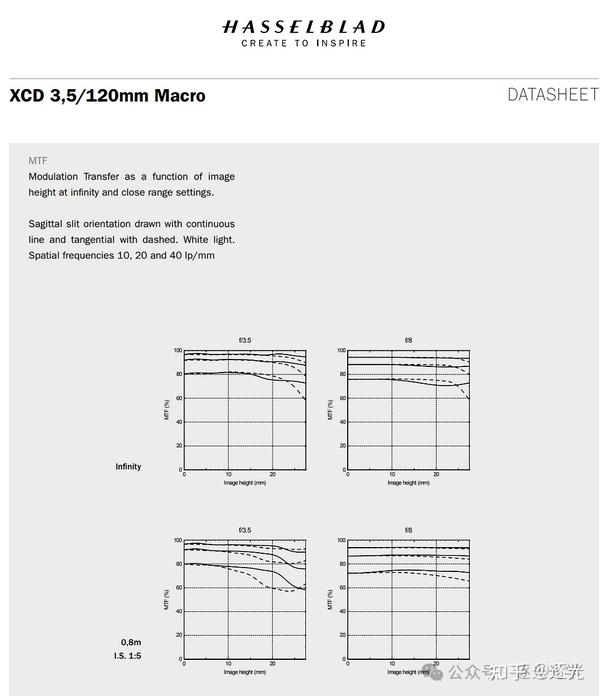 HASSELBLAD
CREATE TO INSPIRE
XCD 3,5/120mm Macro
DATASHEET
MTF
Modulation Transfer as a function of image
height at infinity and close range settings.
Sagittal slit orientation drawn with continuous
line and tangential with dashed. White light.
Spatial frequencies 10, 20 and 40 lp/mm
f/3.5
100
80
60
40
20
0
MTF (%)
0
10
20
Image height (mm)
f/8
100
80
60
40
20
0
MTF (%)
0
10
20
Image height (mm)
Infinity
f/3.5
100
80
60
40
20
0
MTF (%)
0
10
20
Image height (mm)
f/8
100
80
60
40
20
0
MTF (%)
0
10
20
0,8m
I.S. 1:5
公众号
知乎 @逐光